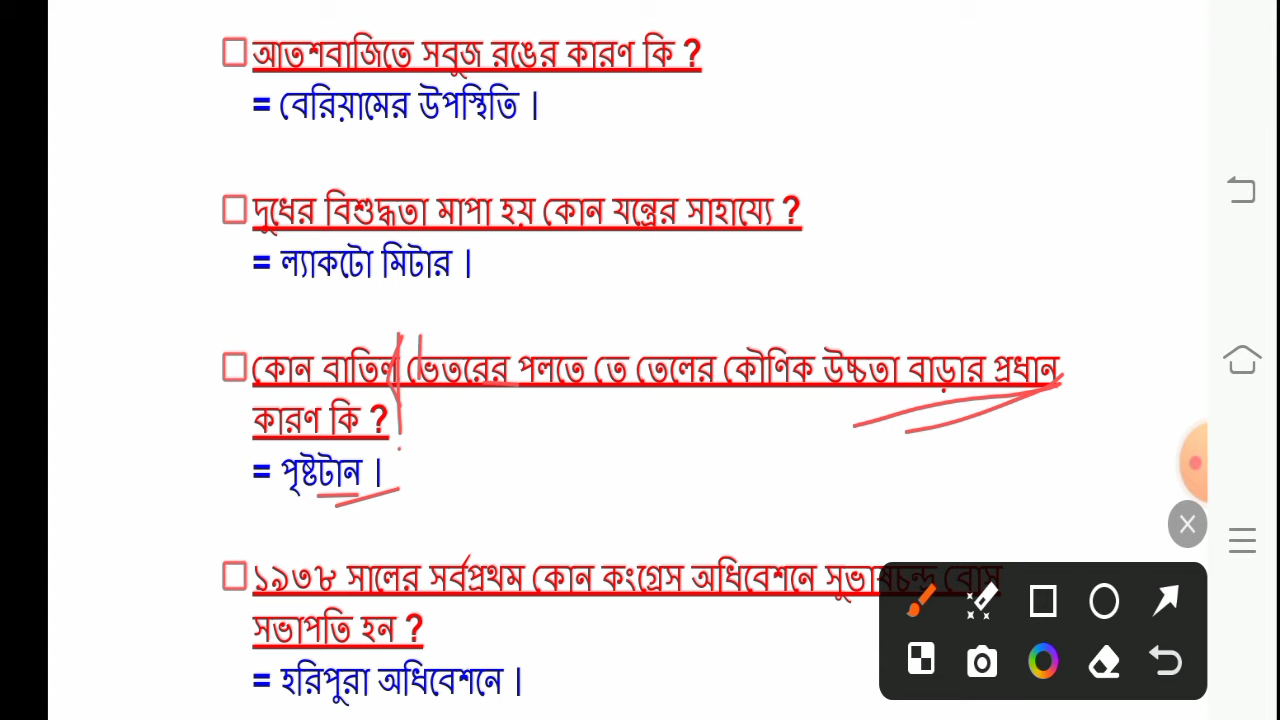 আতশবাজিতে সবুজ রঙের কারণ কি ?
= বেরিয়ামের উপস্থিতি ।
দুধের বিশুদ্ধতা মাপা হয় কোন যন্ত্রের সাহায্যে ?
= ল্যাকটো মিটার ।
কোন বাতিল ভেতরের পলতে তে তেলের কৌণিক উচ্চতা বাড়ার প্রধান
কারণ কি ?
= পৃষ্টটান ।
১৯৩৮ সালের সর্বপ্রথম কোন কংগ্রেস অধিবেশনে সুভাষচন্দ্র বোস
সভাপতি হন ?
= হরিপুরা অধিবেশনে ।